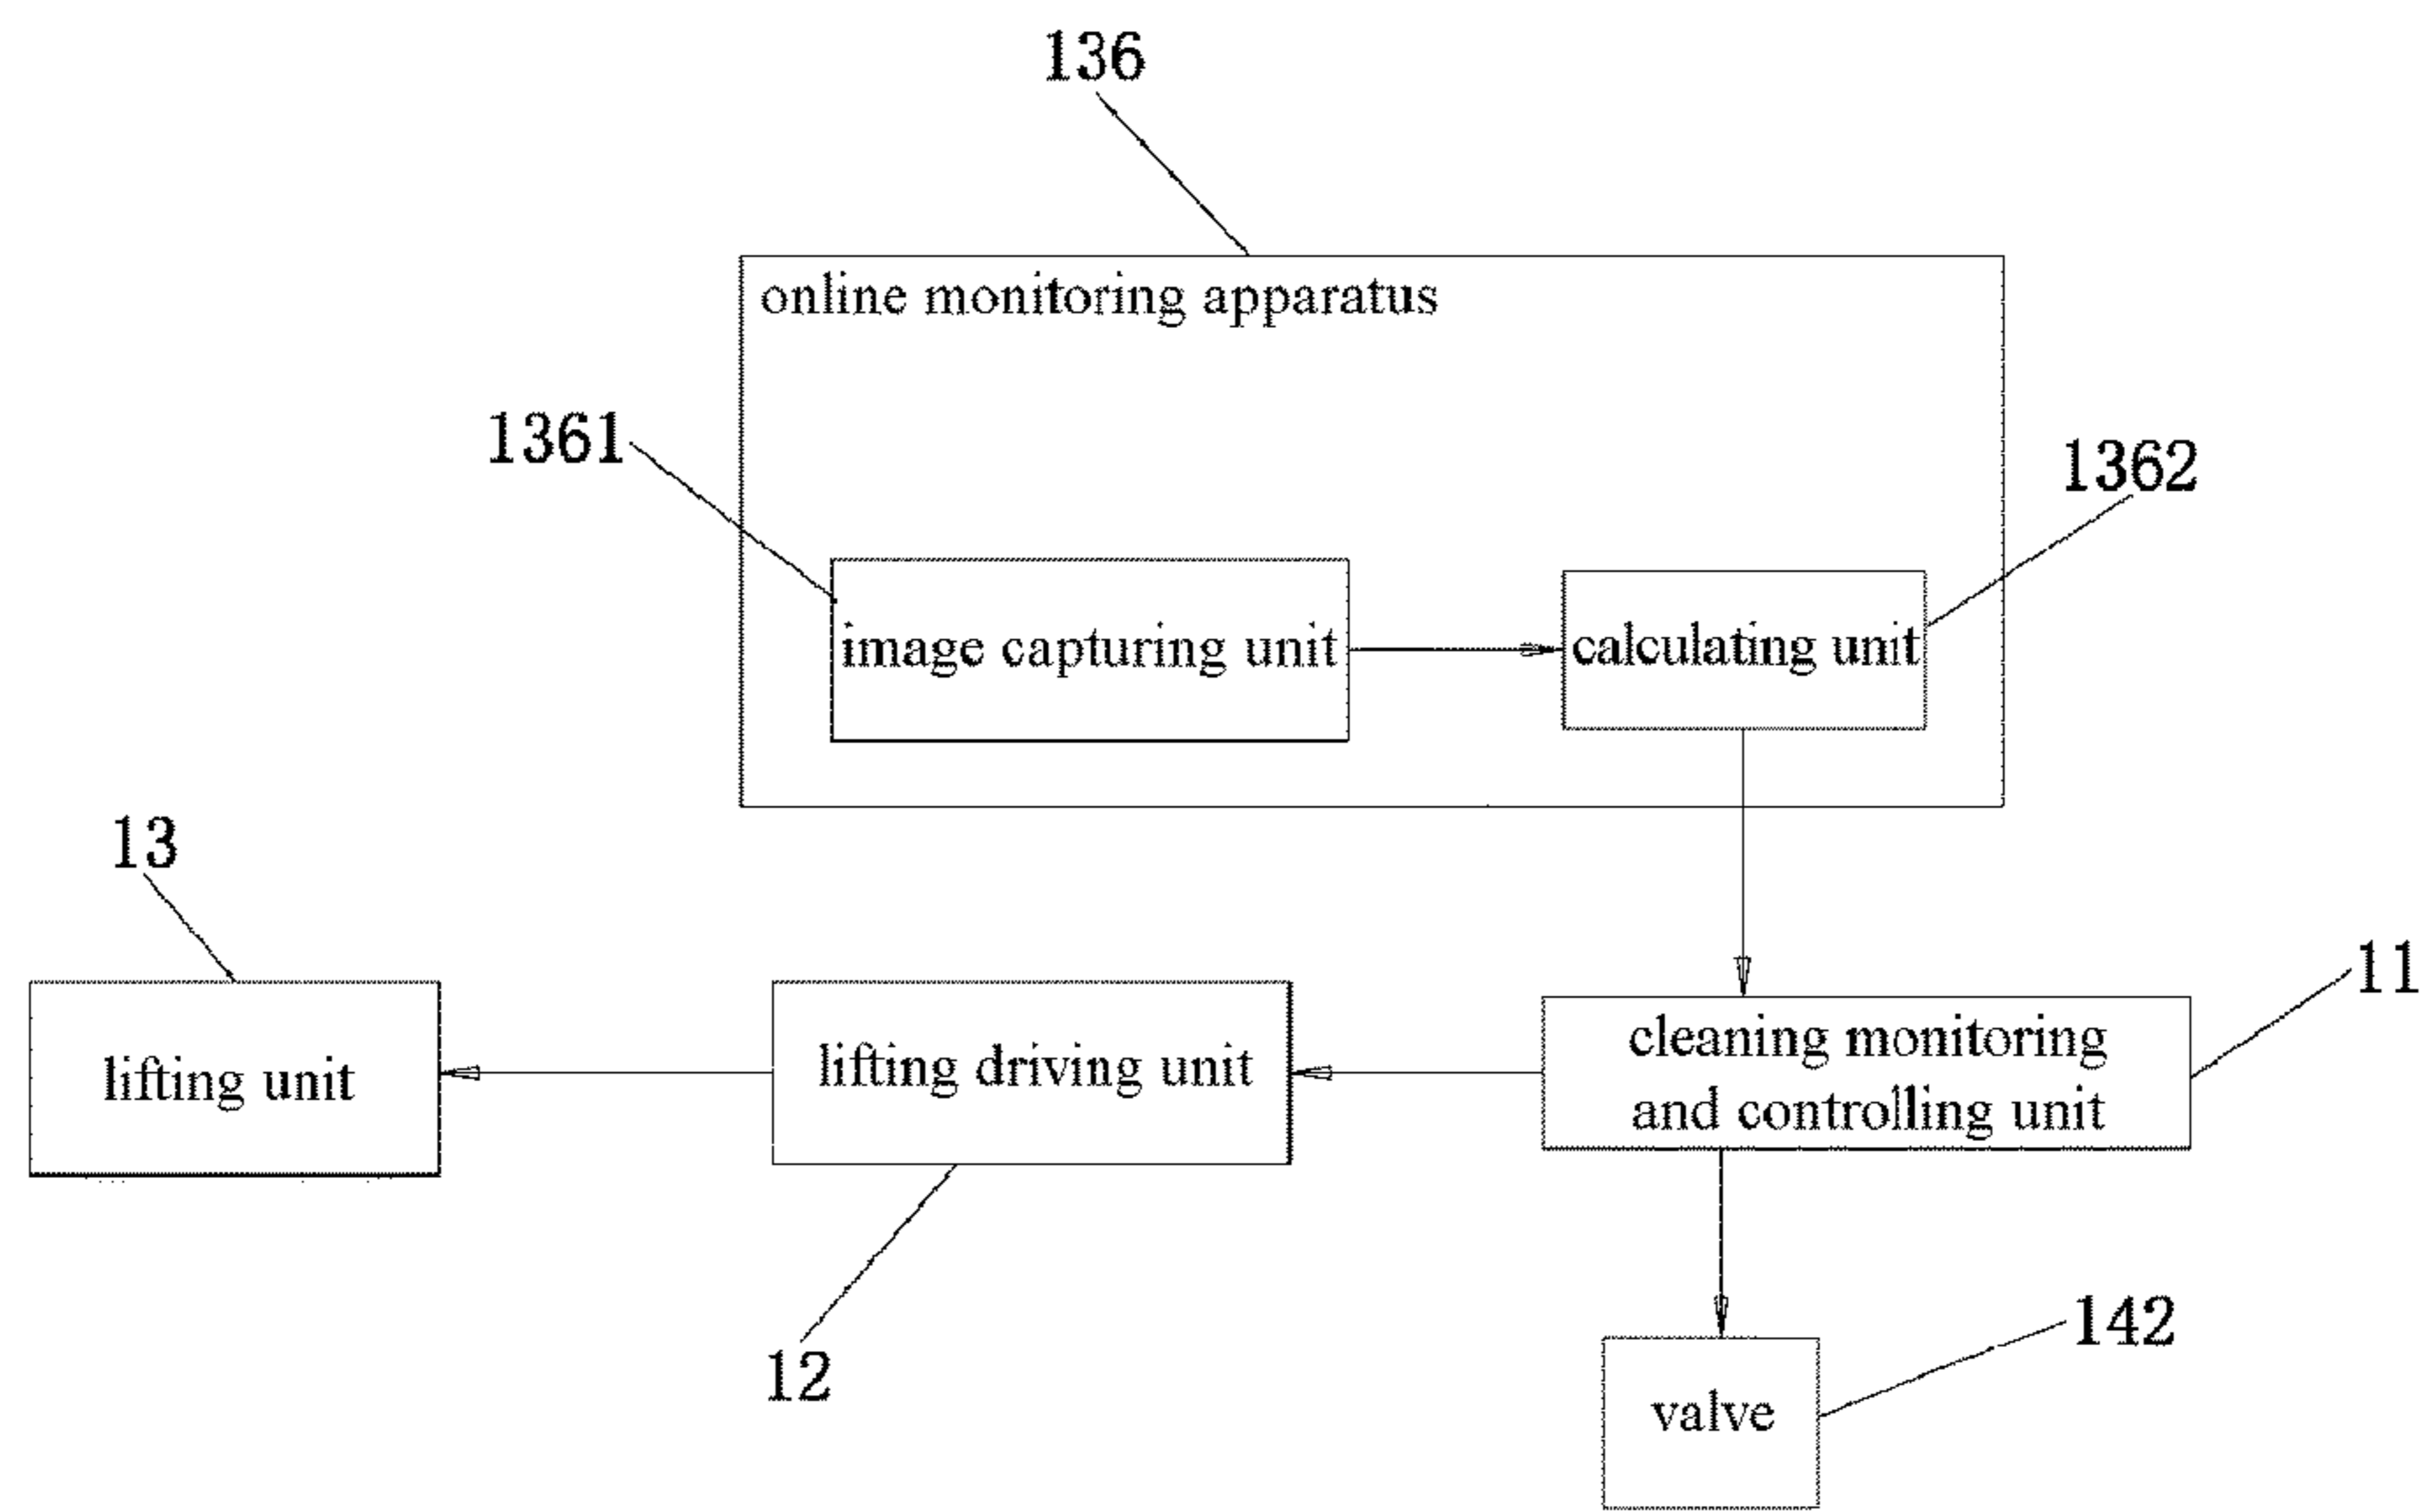 136
online monitoring apparatus
1361
1362
image capturing unit
calculating unit
13
11
lifting unit
lifting driving unit
cleaning monitoring
and controlling unit
12
142
valve